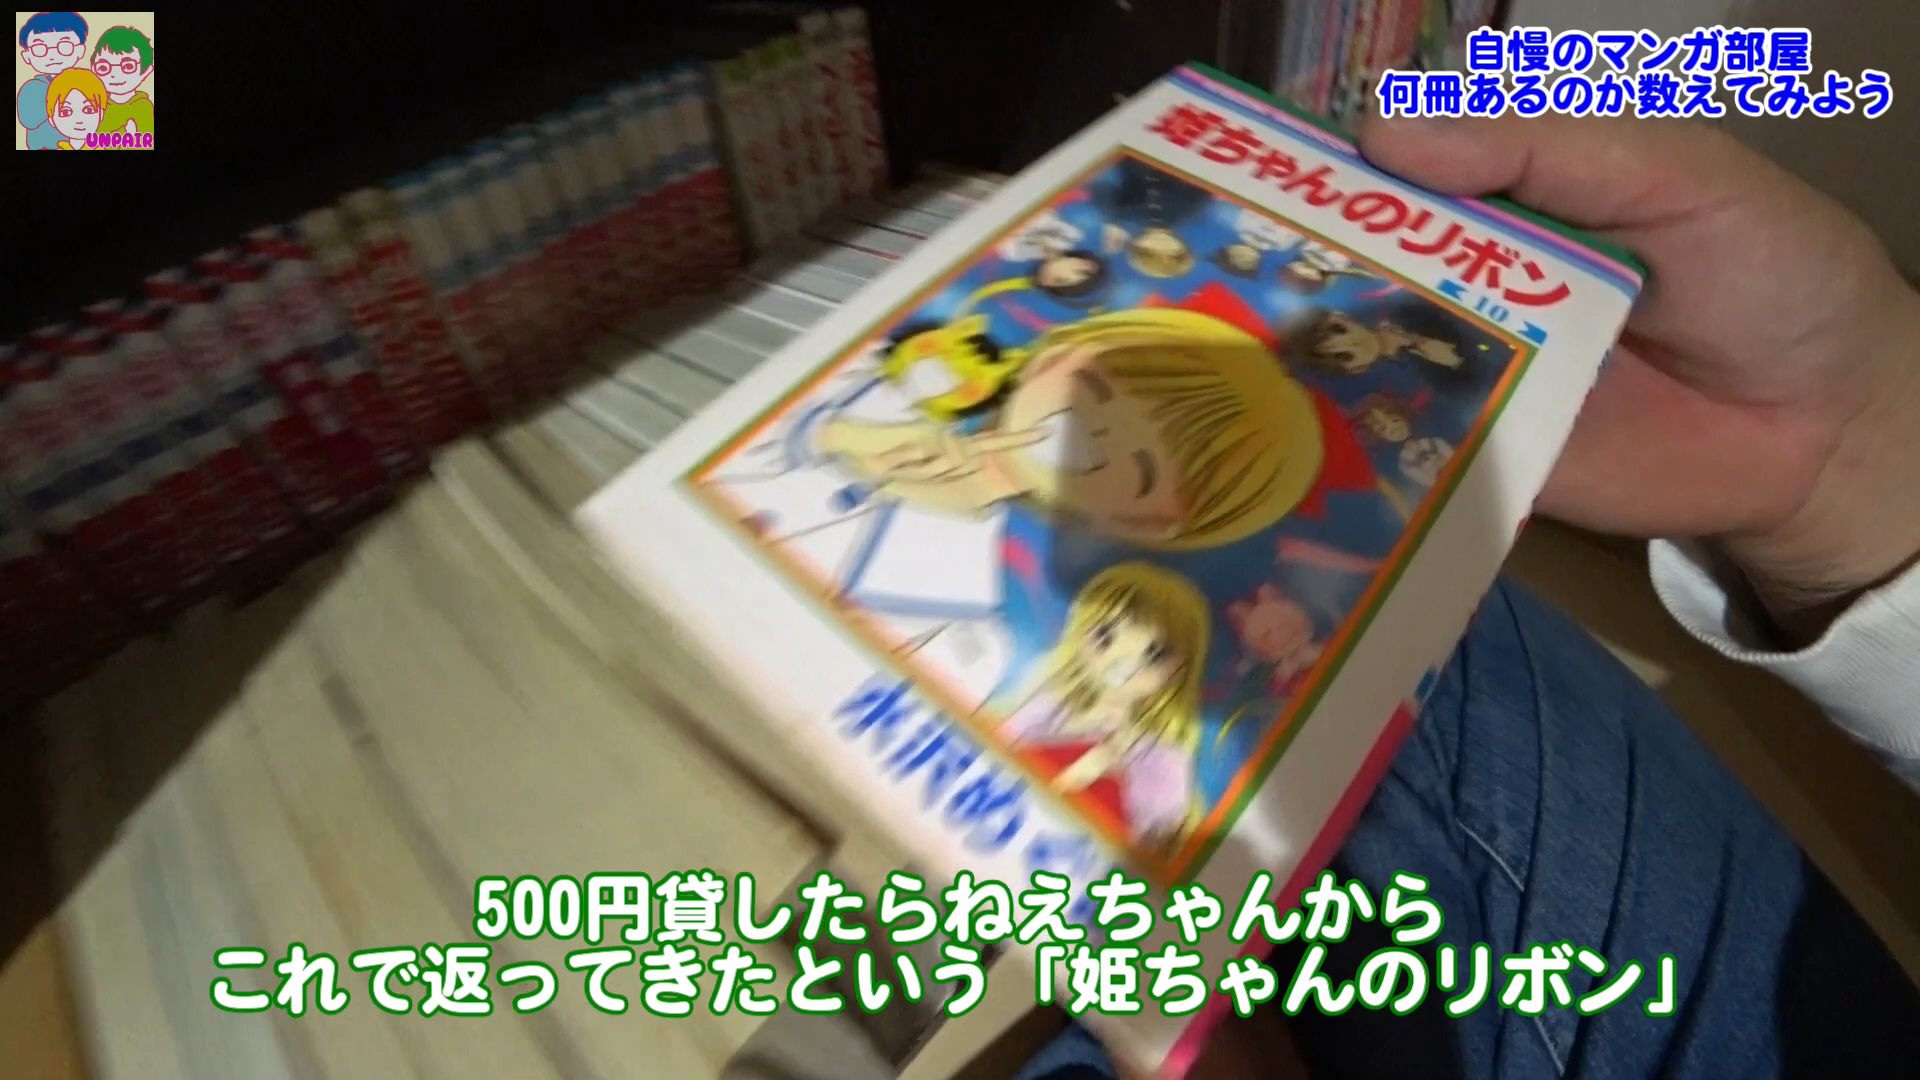 UNPAIR
自慢のマンガ部屋
何冊あるのか数えてみよう
姫ちゃんのリボン
10
水沢め
500円貸したらねえちゃんから
これで返ってきたという「姫ちゃんのリボン」